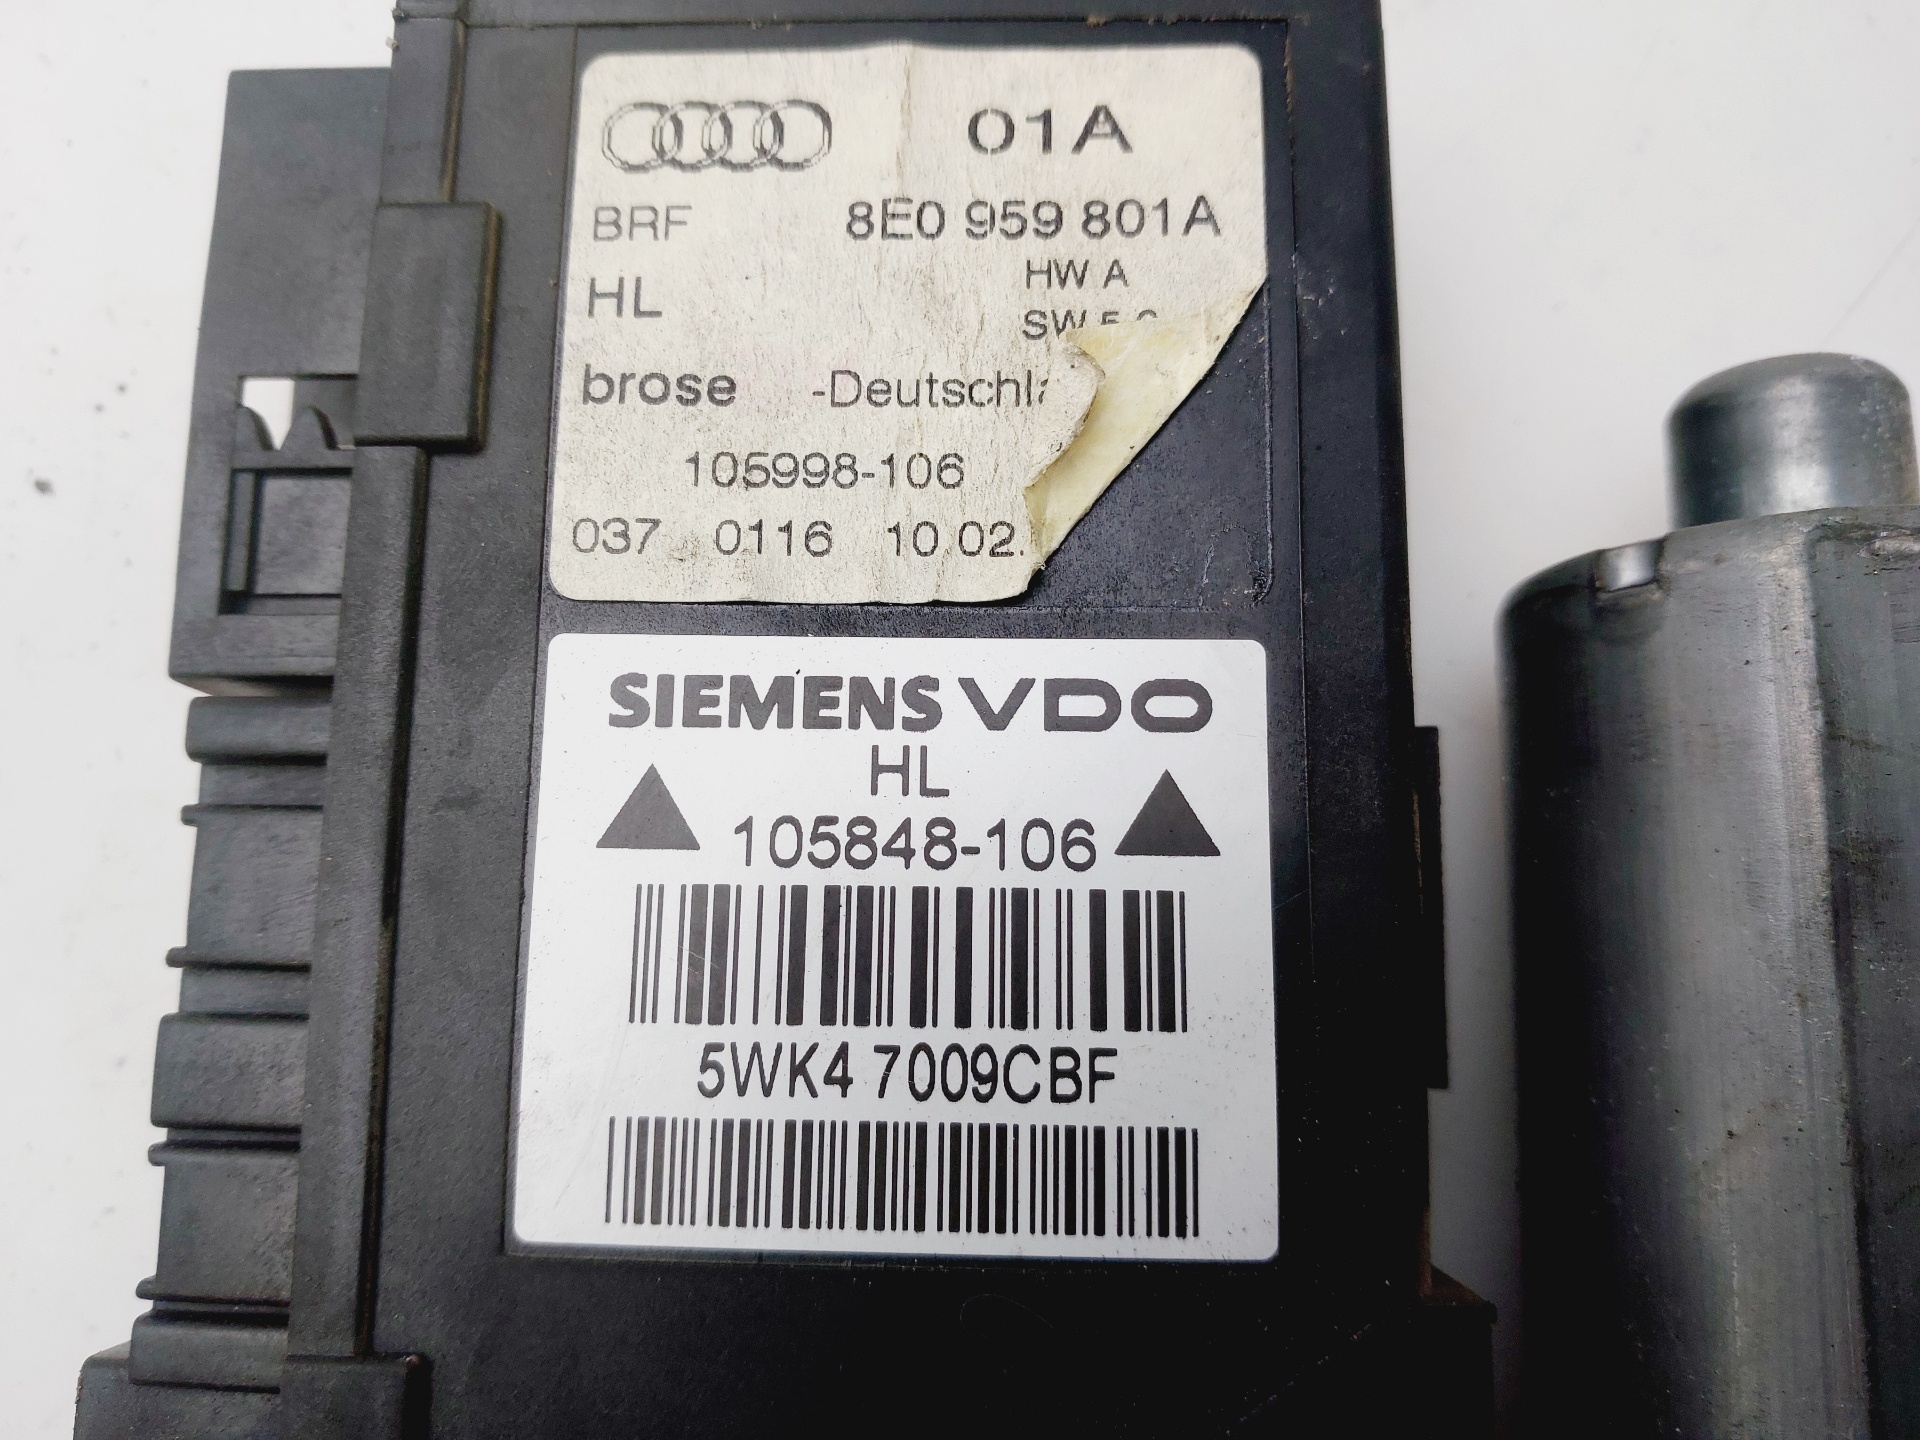 01A
BRF 8E0 959 801A
HL HW A
SW
brose
105998-106
037 0116 10 02.
SIEMENS VDO
HL
105848-106
5WK4 7009CBF